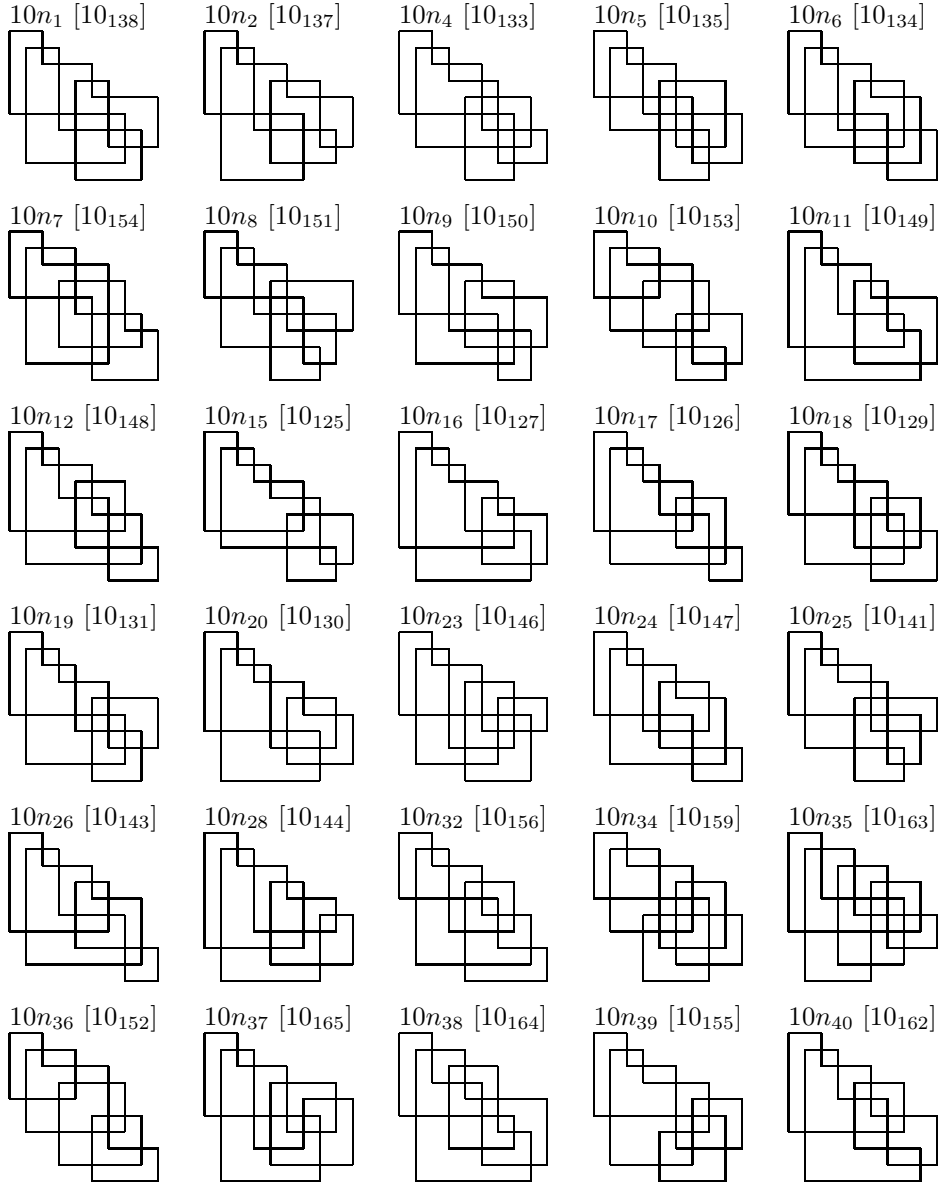 10n₁ [10₁₃₈] 10n₂ [10₁₃₇] 10n₄ [10₁₃₃] 10n₅ [10₁₃₅] 10n₆ [10₁₃₄]
10n₇ [10₁₅₄] 10n₈ [10₁₅₁] 10n₉ [10₁₅₀] 10n₁₀ [10₁₅₃] 10n₁₁ [10₁₄₉]
10n₁₂ [10₁₄₈] 10n₁₅ [10₁₂₅] 10n₁₆ [10₁₂₇] 10n₁₇ [10₁₂₆] 10n₁₈ [10₁₂₉]
10n₁₉ [10₁₃₁] 10n₂₀ [10₁₃₀] 10n₂₃ [10₁₄₆] 10n₂₄ [10₁₄₇] 10n₂₅ [10₁₄₁]
10n₂₆ [10₁₄₃] 10n₂₈ [10₁₄₄] 10n₃₂ [10₁₅₆] 10n₃₄ [10₁₅₉] 10n₃₅ [10₁₆₃]
10n₃₆ [10₁₅₂] 10n₃₇ [10₁₆₅] 10n₃₈ [10₁₆₄] 10n₃₉ [10₁₅₅] 10n₄₀ [10₁₆₂]